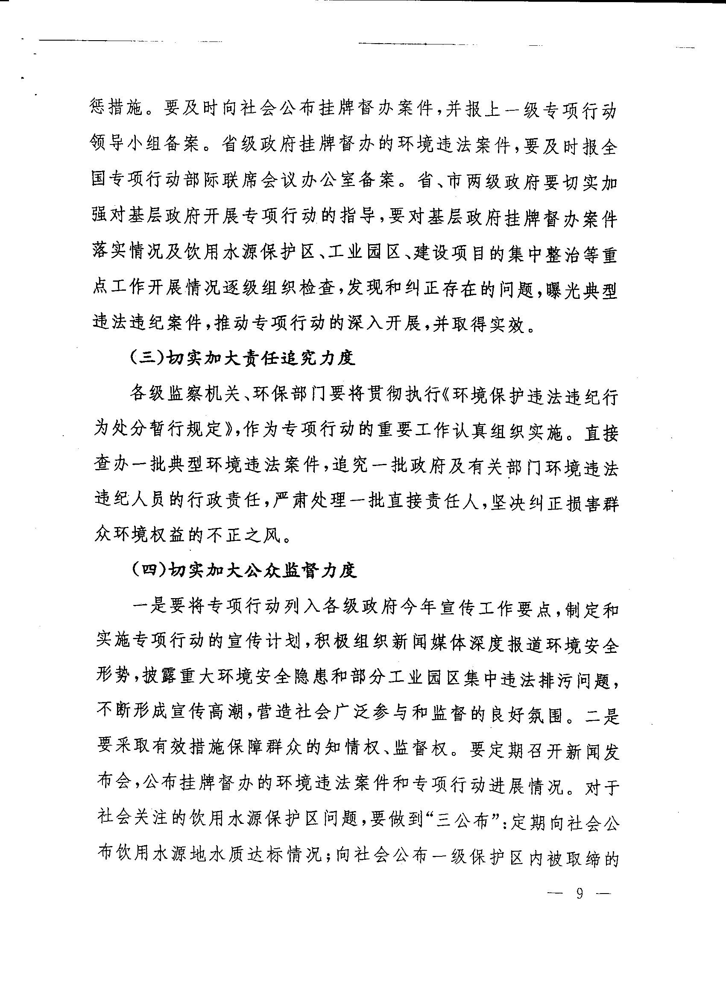 惩措施。要及时向社会公布挂牌督办案件,并报上一级专项行动
领导小组备案。省级政府挂牌督办的环境违法案件,要及时报全
国专项行动部际联席会议办公室备案。省、市两级政府要切实加
强对基层政府开展专项行动的指导,要对基层政府挂牌督办案件
落实情况及饮用水源保护区、工业园区、建设项目的集中整治等重
点工作开展情况逐级组织检查,发现和纠正存在的问题,曝光典型
违法违纪案件,推动专项行动的深入开展,并取得实效。
(三)切实加大责任追究力度
各级监察机关、环保部门要将贯彻执行《环境保护违法违纪行
为处分暂行规定》,作为专项行动的重要工作认真组织实施。直接
查办一批典型环境违法案件,追究一批政府及有关部门环境违法
违纪人员的行政责任,严肃处理一批直接责任人,坚决纠正损害群
众环境权益的不正之风。
(四)切实加大公众监督力度
一是要将专项行动列入各级政府今年宣传工作要点,制定和
实施专项行动的宣传计划,积极组织新闻媒体深度报道环境安全
形势,披露重大环境安全隐患和部分工业园区集中违法排污问题,
不断形成宣传高潮,营造社会广泛参与和监督的良好氛围。二是
要采取有效措施保障群众的知情权、监督权。要定期召开新闻发
布会,公布挂牌督办的环境违法案件和专项行动进展情况。对于
社会关注的饮用水源保护区问题,要做到“三公布”:定期向社会公
布饮用水源地水质达标情况;向社会公布一级保护区内被取缔的
— 9 —